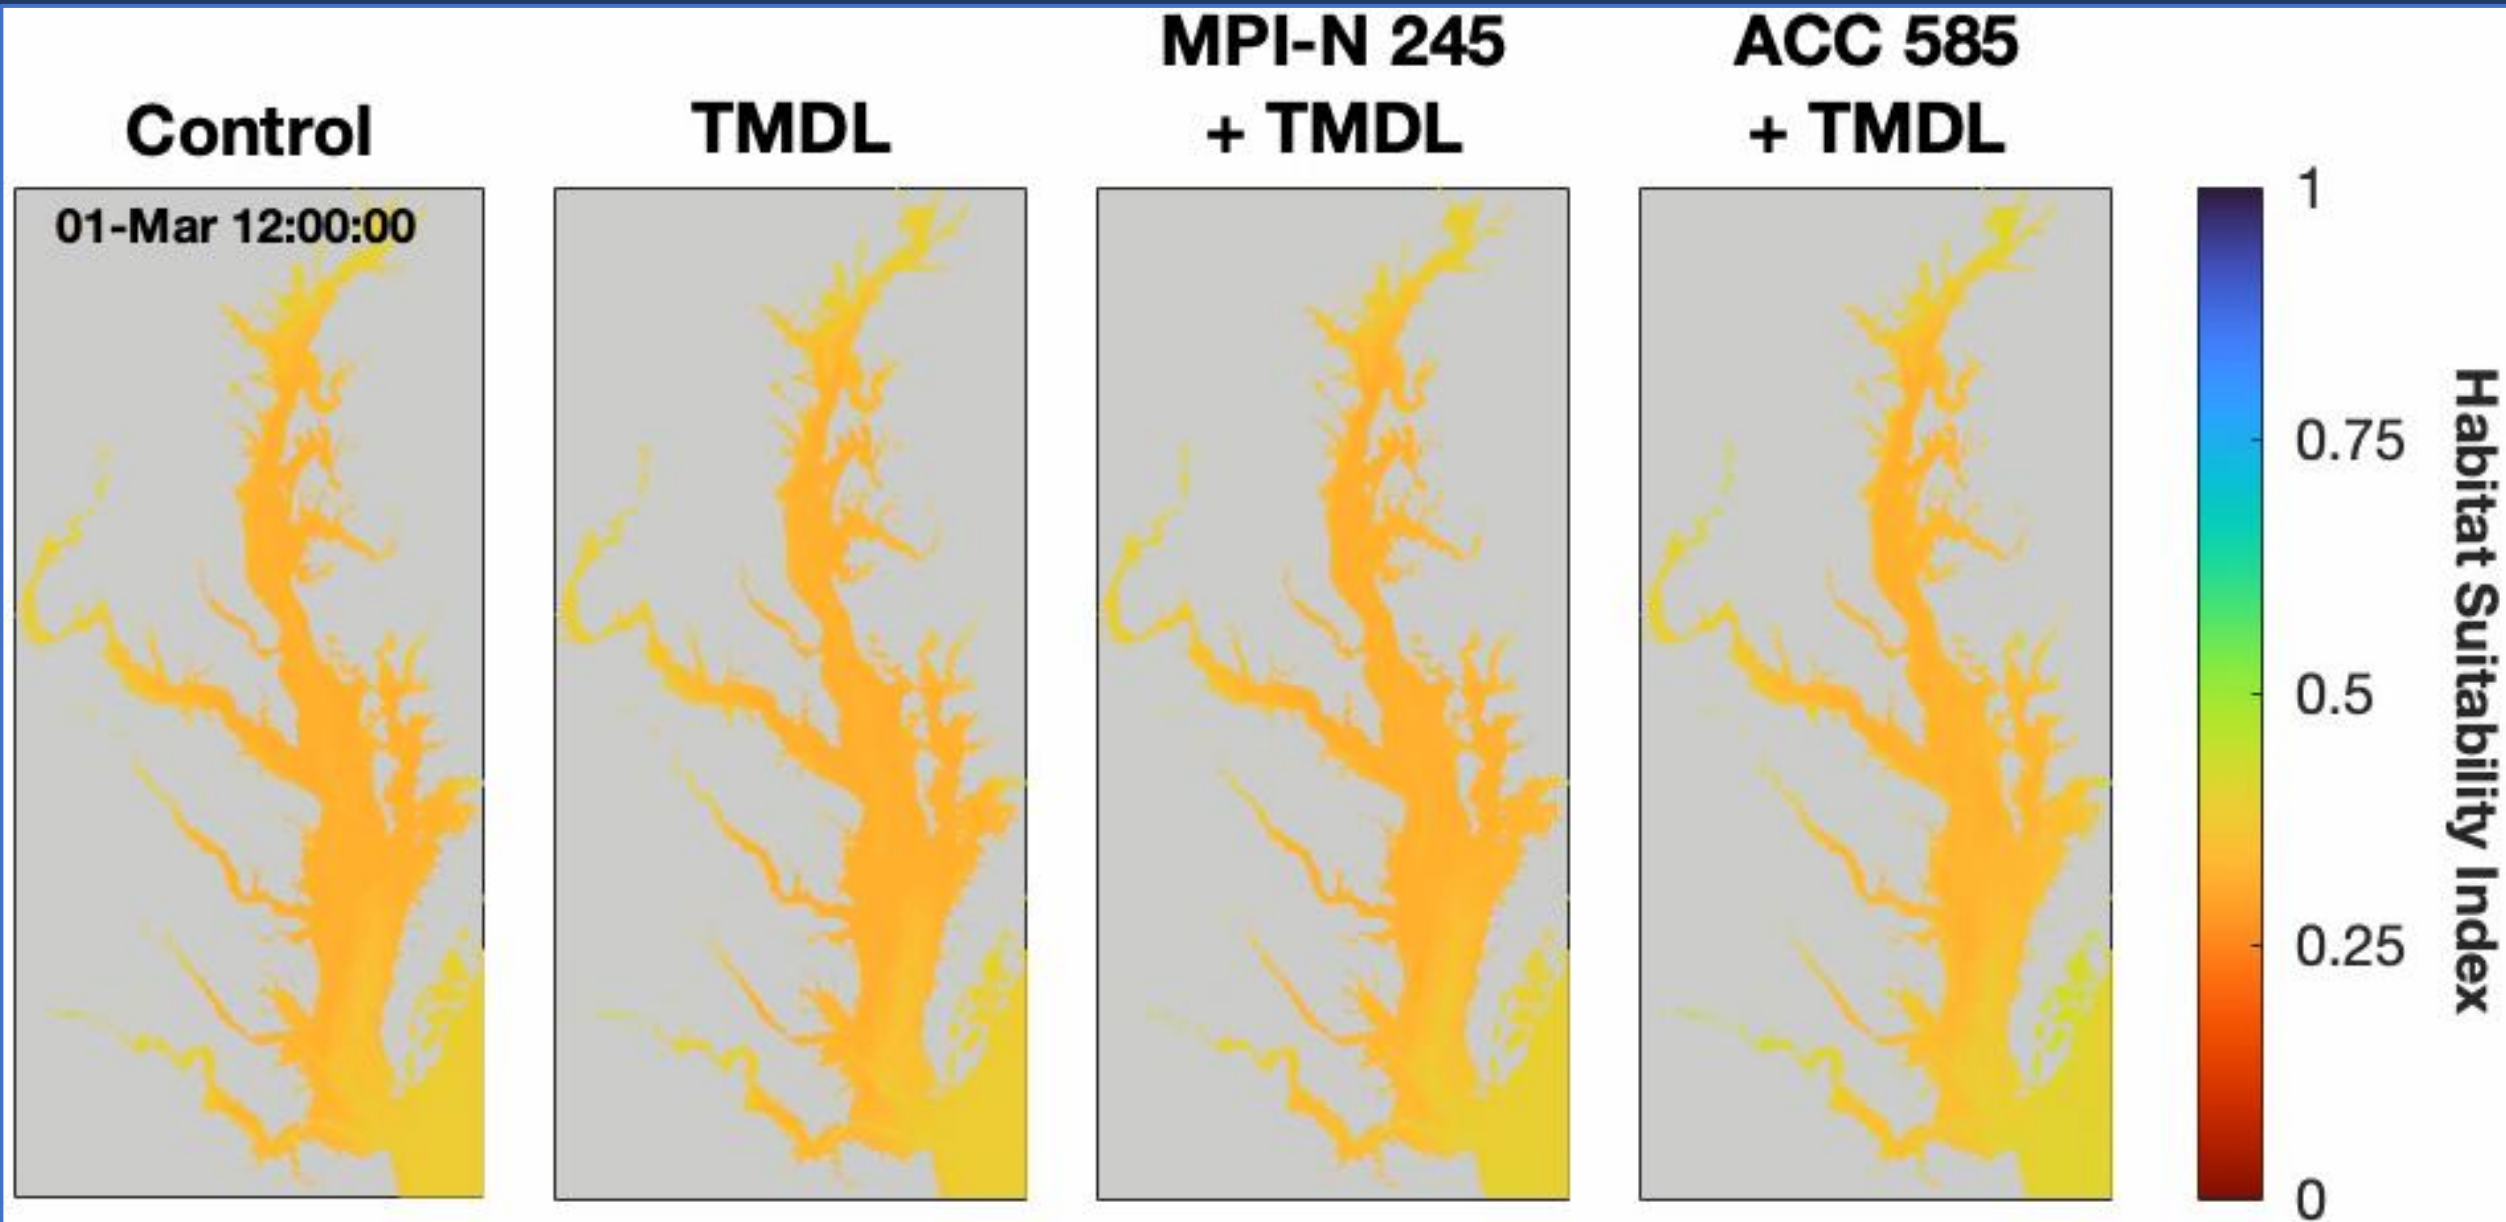 Control
TMDL
MPI-N 245
+ TMDL
ACC 585
+ TMDL
01-Mar 12:00:00
1
0.75
0.5
0.25
0
Habitat Suitability Index